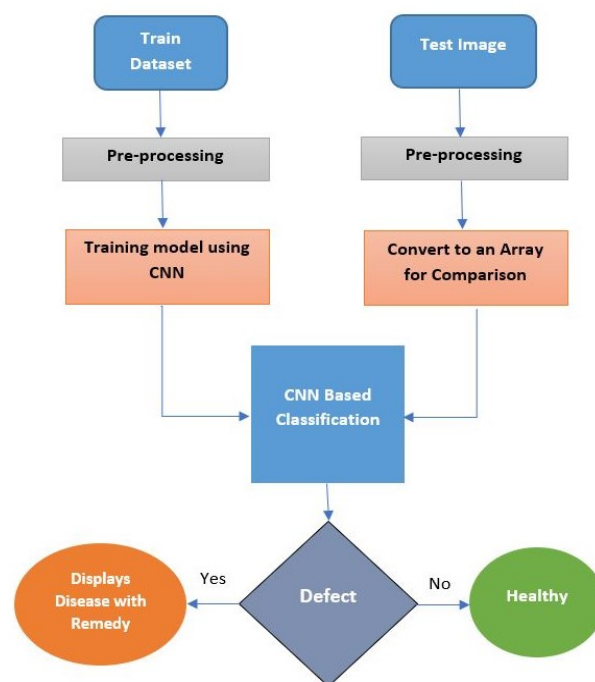 Train
Dataset
Test Image
Pre-processing
Pre-processing
Training model using
CNN
Convert to an Array
for Comparison
CNN Based
Classification
Displays
Disease with
Remedy
Yes
Defect
No
Healthy